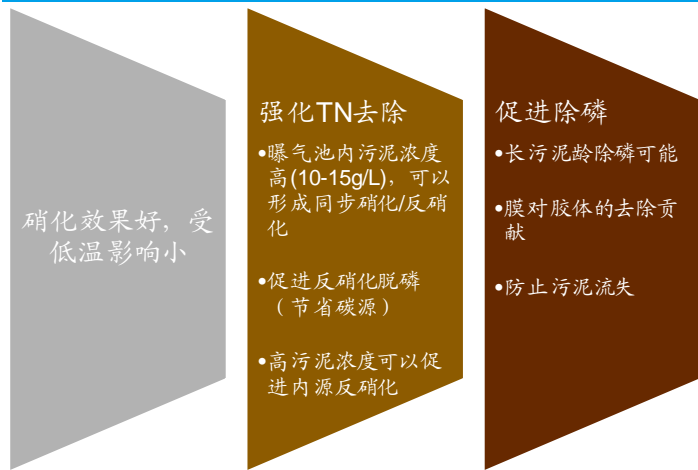 硝化效果好，受
低温影响小
强化TN去除
•曝气池内污泥浓度
高(10-15g/L)，可以
形成同步硝化/反硝
化
•促进反硝化脱磷
（节省碳源）
•高污泥浓度可以促
进内源反硝化
促进除磷
•长污泥龄除磷可能
•膜对胶体的去除贡
献
•防止污泥流失